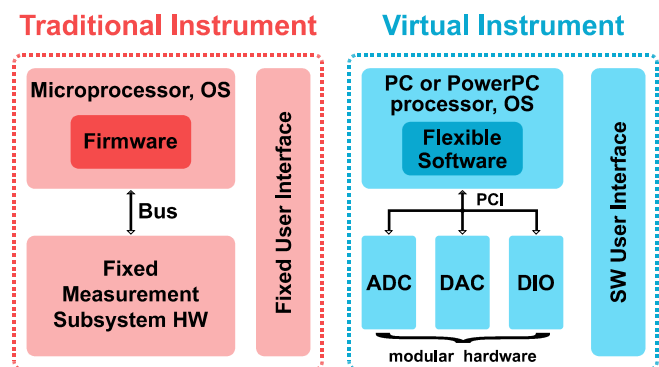 Traditional Instrument
Microprocessor, OS
Firmware
Bus
Fixed
Measurement
Subsystem HW
Fixed User Interface
Virtual Instrument
PC or PowerPC
processor, OS
Flexible
Software
PCI
ADC
DAC
DIO
modular hardware
SW User Interface